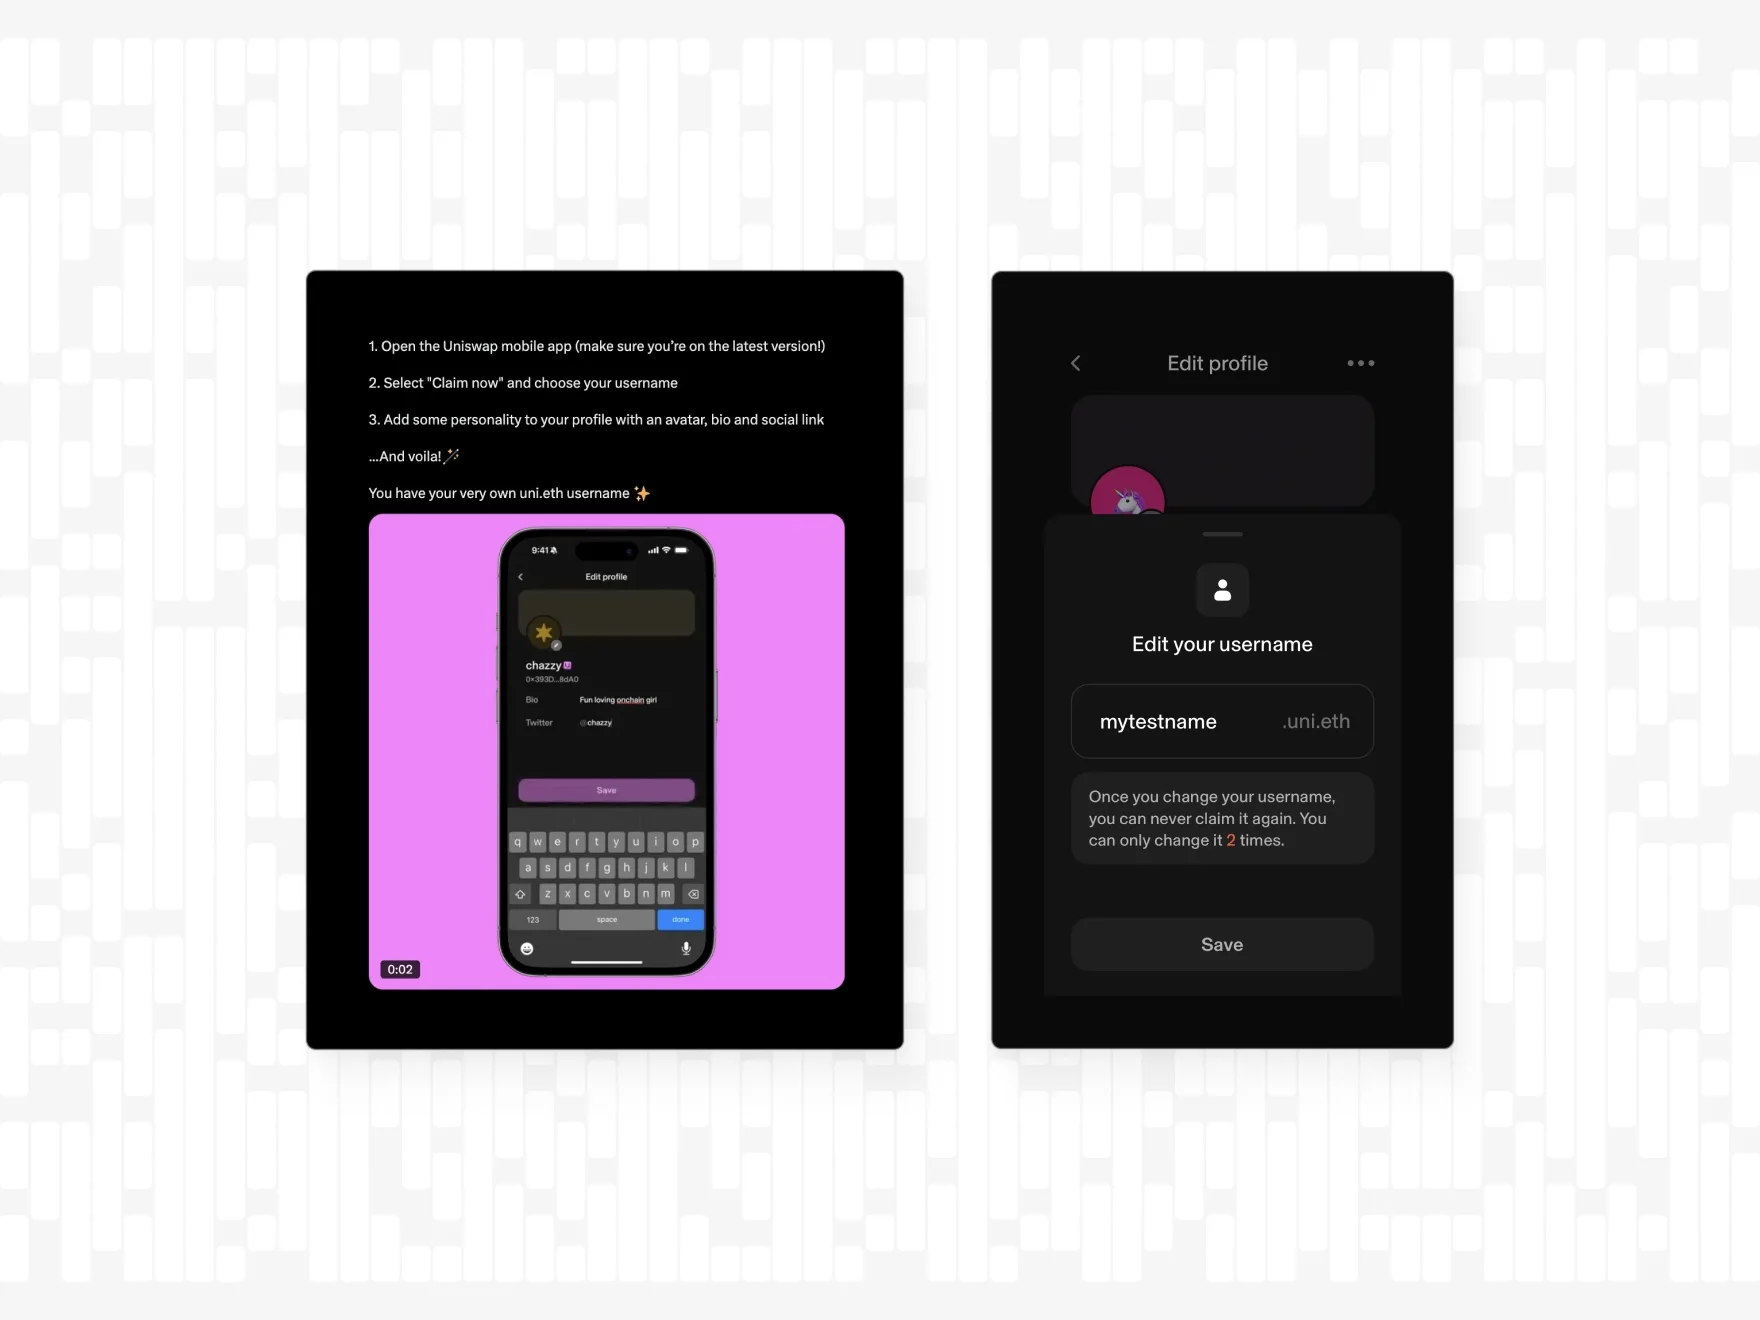 1. Open the Uniswap mobile app (make sure you’re on the latest version!)
2. Select "Claim now" and choose your username
3. Add some personality to your profile with an avatar, bio and social link
...And voila!🪄
You have your very own uni.eth username ✨
9:41
Edit profile
chazzy
0×393D...8dA0
Bio Fun loving onchain girl
Twitter @chazzy
Save
q w e r t y u i o p
a s d f g h j k l
z x c v b n m
123 space done
0:02
Edit profile
Edit your username
mytestname .uni.eth
Once you change your username,
you can never claim it again. You
can only change it 2 times.
Save